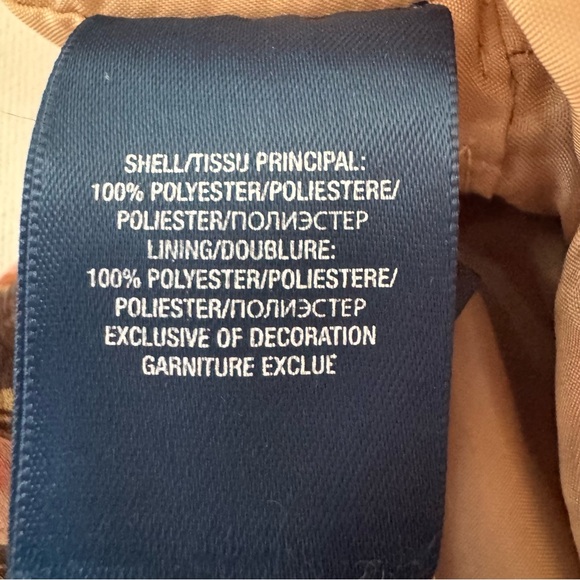 SHELL/TISSU PRINCIPAL:
100% POLYESTER/POLIESTERE/
POLIESTER/ПОЛИЭСТЕР
LINING/DOUBLURE:
100% POLYESTER/POLIESTERE/
POLIESTER/ПОЛИЭСТЕР
EXCLUSIVE OF DECORATION
GARNITURE EXCLUE